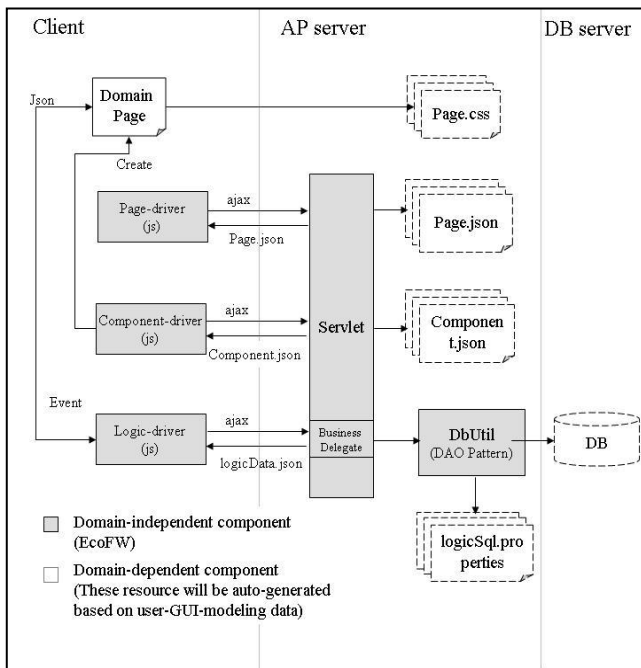 Client
AP server
DB server
Json
Domain
Page
Page.css
Create
Page-driver
(js)
ajax
Page.json
Page.json
Servlet
Component-driver
(js)
ajax
Component.json
Componen
t.json
Event
Logic-driver
(js)
ajax
logicData.json
Business
Delegate
DbUtil
(DAO Pattern)
DB
logicSql.pro
perties
Domain-independent component
(EcoFW)
Domain-dependent component
(These resource will be auto-generated
based on user-GUI-modeling data)